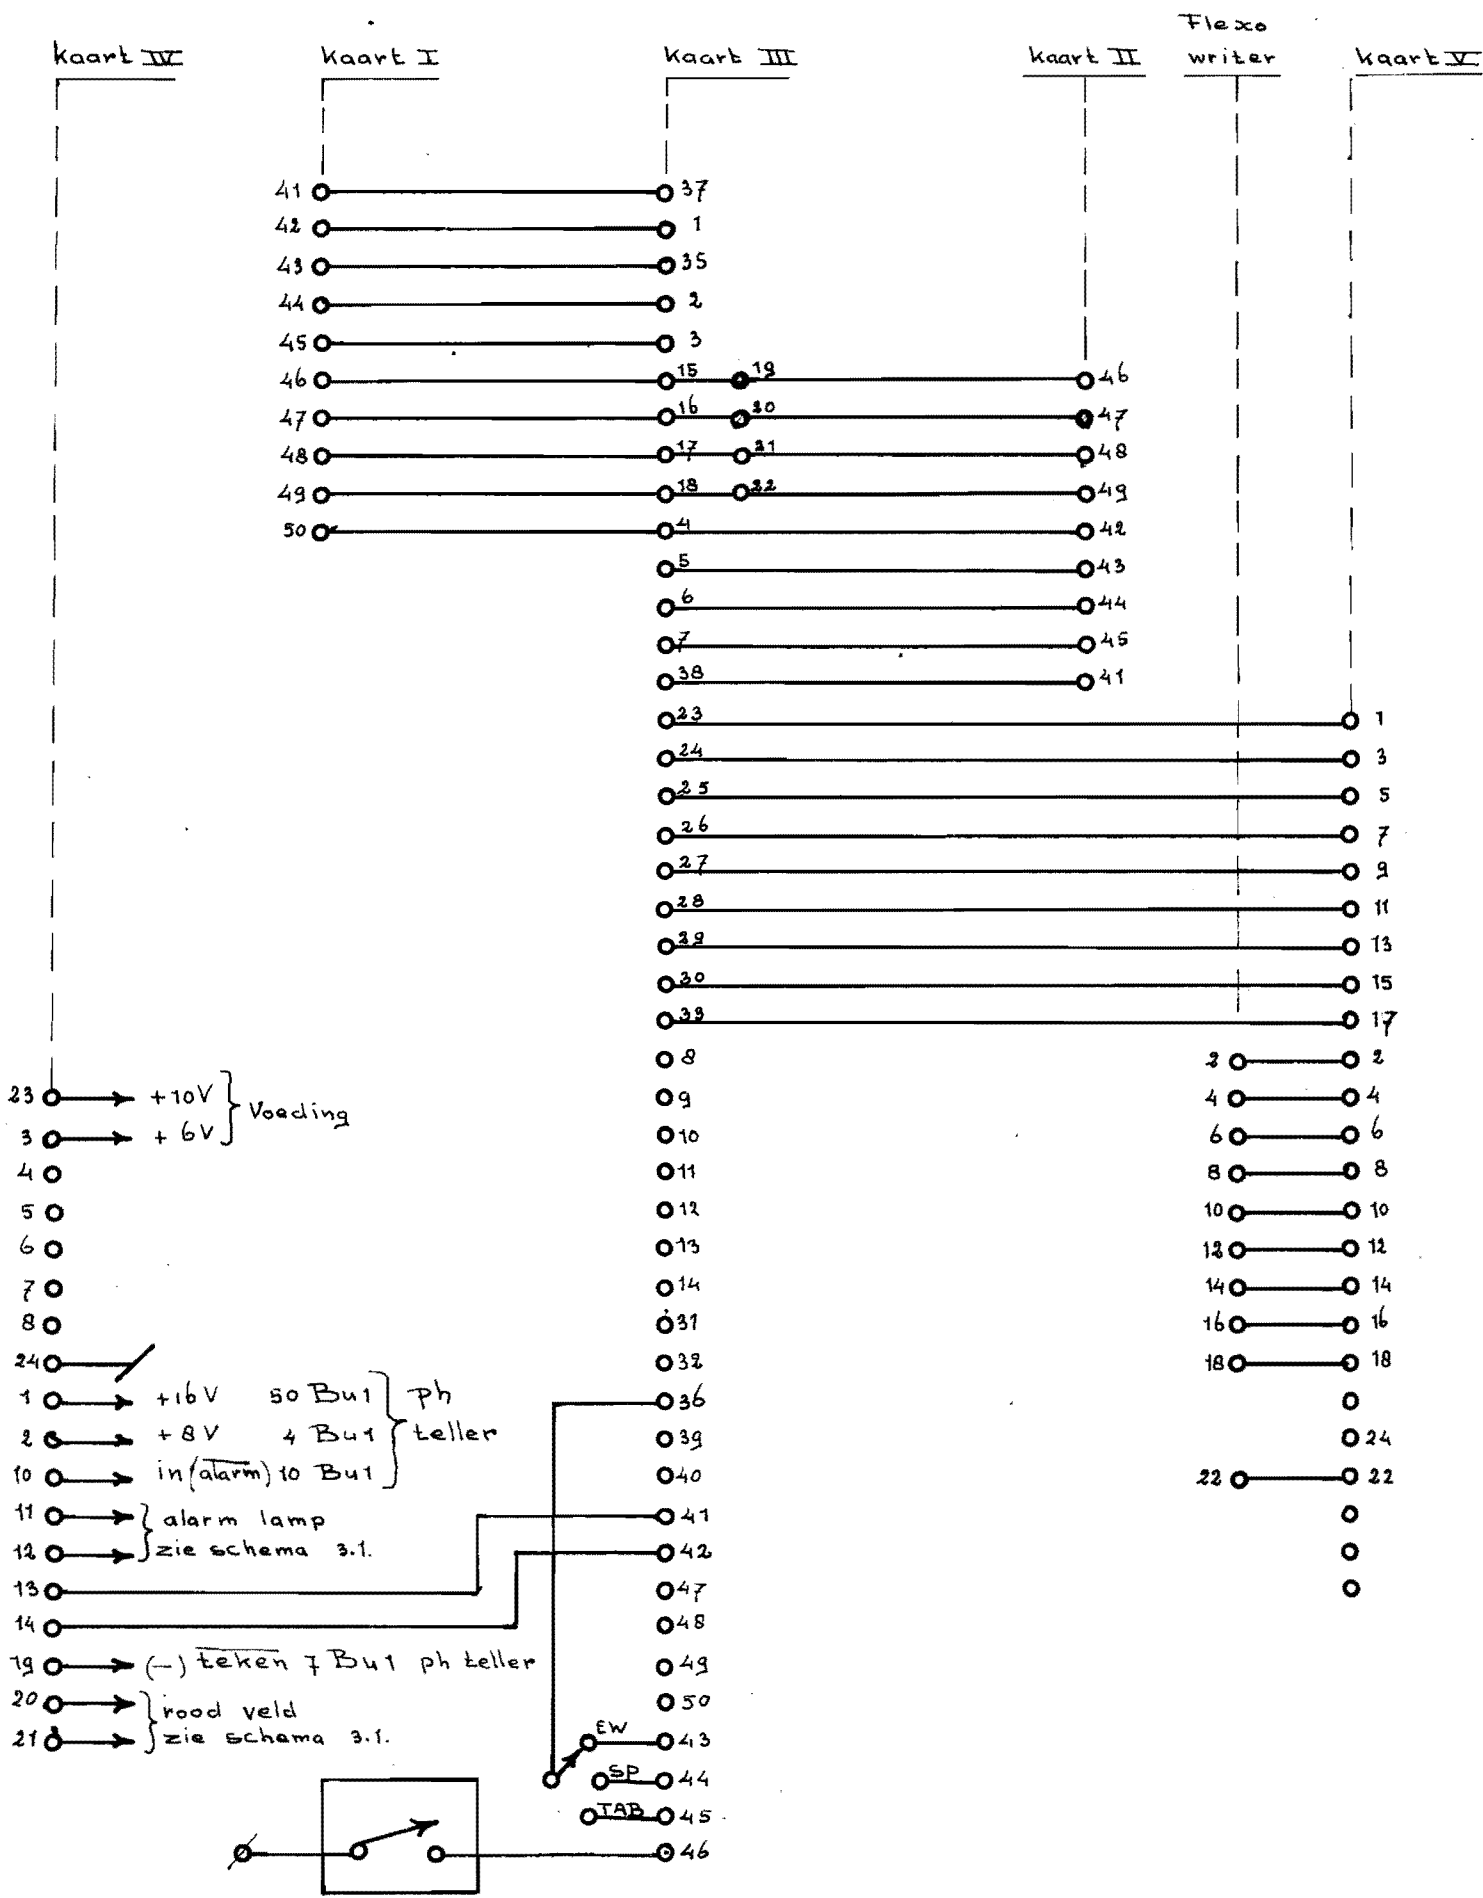 Flexo
kaart IV kaart I kaart III kaart II writer kaart V
41 37
42 1
43 35
44 2
45 3
46 15 19 46
47 16 20 47
48 17 21 48
49 18 22 49
50 4 42
5 43
6 44
7 45
38 41
23 1
24 3
25 5
26 7
27 9
28 11
29 13
30 15
33 17
8 2 2
23 +10V 9 4 4
Voeding
3 + 6V 10 6 6
4 11 8 8
5 12 10 10
6 13 12 12
7 14 14 14
8 31 16 16
24 32 18 18
1 +16V 50 Bu1 ph 36
2 +8V 4 Bu1 teller 39 24
10 in (alarm) 10 Bu1 40 22 22
11 alarm lamp 41
12 zie schema 3.1. 42
13 47
14 48
19 (-) teken 7 Bu1 ph teller 49
20 rood veld 50
21 zie schema 3.1. EW 43
SP 44
TAB 45
46